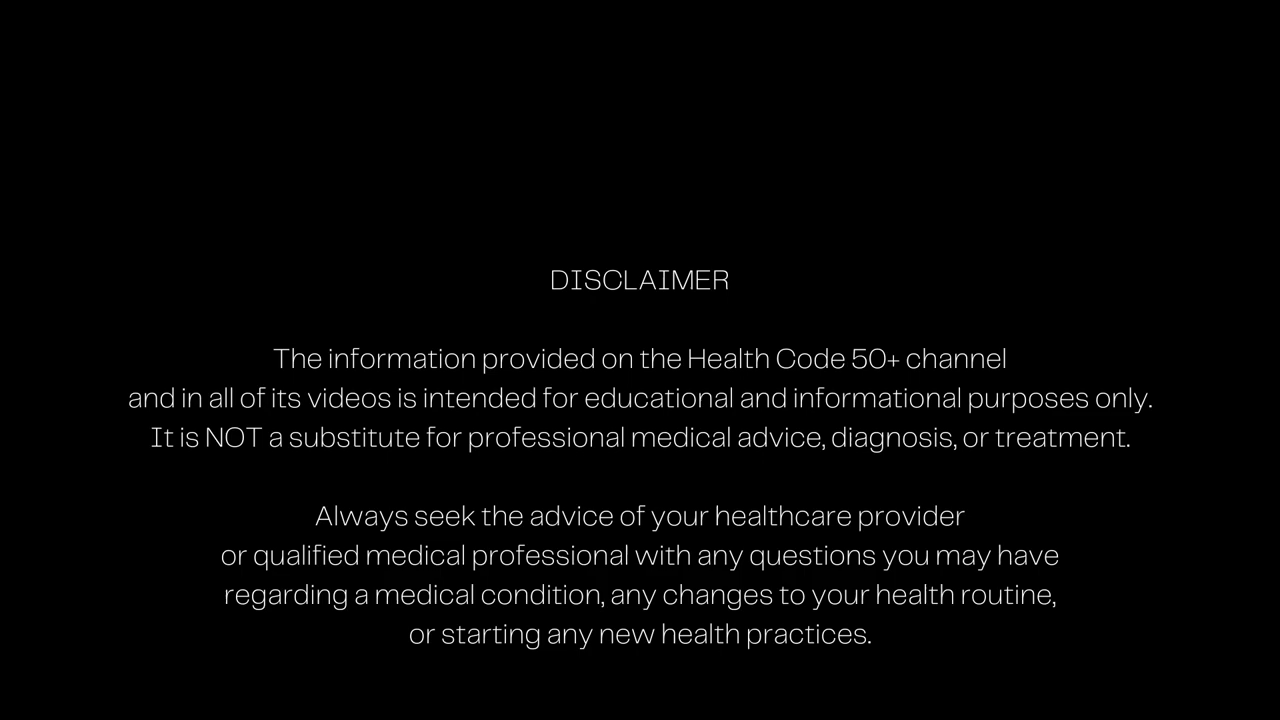 DISCLAIMER
The information provided on the Health Code 50+ channel
and in all of its videos is intended for educational and informational purposes only.
It is NOT a substitute for professional medical advice, diagnosis, or treatment.
Always seek the advice of your healthcare provider
or qualified medical professional with any questions you may have
regarding a medical condition, any changes to your health routine,
or starting any new health practices.